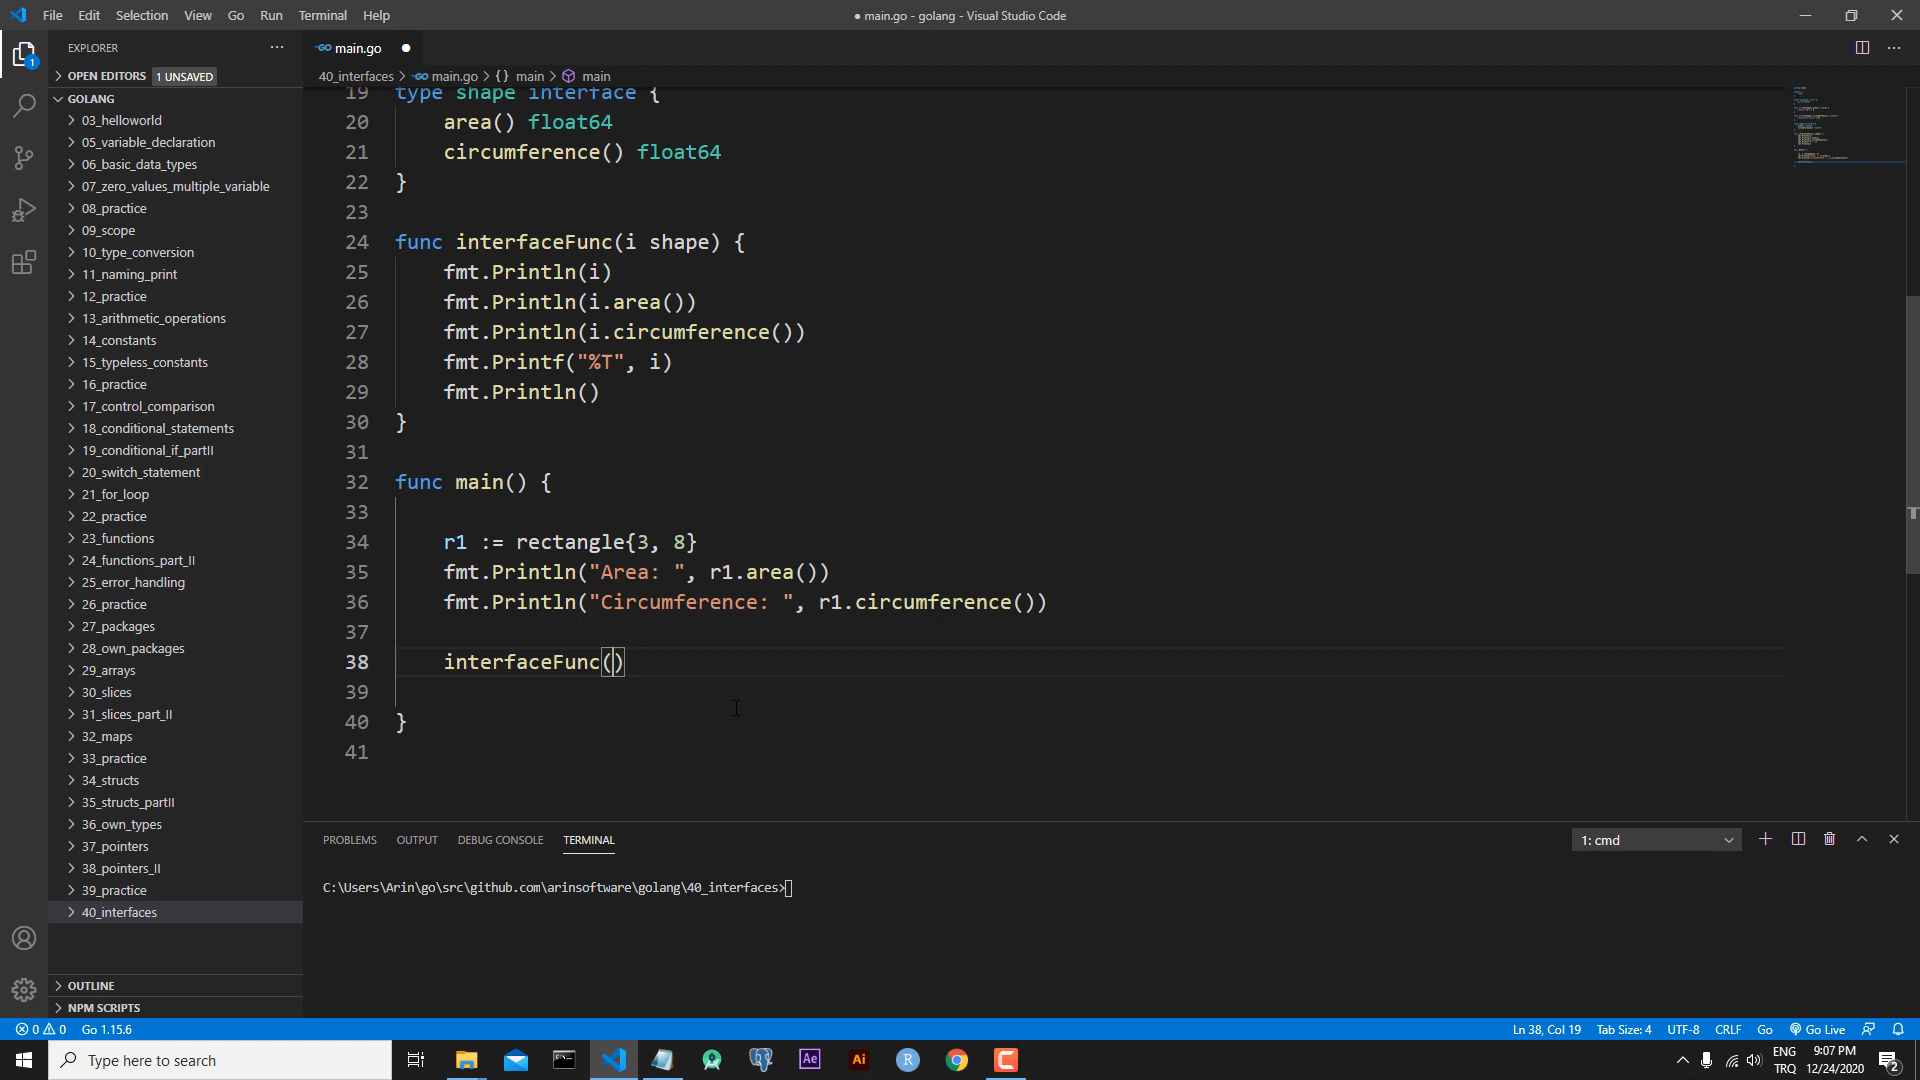 File Edit Selection View Go Run Terminal Help
● main.go - golang - Visual Studio Code
EXPLORER
OPEN EDITORS 1 UNSAVED
GOLANG
03_helloworld
05_variable_declaration
06_basic_data_types
07_zero_values_multiple_variable
08_practice
09_scope
10_type_conversion
11_naming_print
12_practice
13_arithmetic_operations
14_constants
15_typeless_constants
16_practice
17_control_comparison
18_conditional_statements
19_conditional_if_partII
20_switch_statement
21_for_loop
22_practice
23_functions
24_functions_part_II
25_error_handling
26_practice
27_packages
28_own_packages
29_arrays
30_slices
31_slices_part_II
32_maps
33_practice
34_structs
35_structs_partII
36_own_types
37_pointers
38_pointers_II
39_practice
40_interfaces
OUTLINE
NPM SCRIPTS
main.go ●
40_interfaces > main.go > {} main > main
19 type shape interface {
20 area() float64
21 circumference() float64
22 }
23
24 func interfaceFunc(i shape) {
25 fmt.Println(i)
26 fmt.Println(i.area())
27 fmt.Println(i.circumference())
28 fmt.Printf("%T", i)
29 fmt.Println()
30 }
31
32 func main() {
33
34 r1 := rectangle{3, 8}
35 fmt.Println("Area: ", r1.area())
36 fmt.Println("Circumference: ", r1.circumference())
37
38 interfaceFunc()
39
40 }
41
PROBLEMS OUTPUT DEBUG CONSOLE TERMINAL
1: cmd
C:\Users\Arin\go\src\github.com\arinsoftware\golang\40_interfaces>
0 0 Go 1.15.6
Ln 38, Col 19 Tab Size: 4 UTF-8 CRLF Go Go Live
Type here to search
Ae Ai R
ENG
TRQ
9:07 PM
12/24/2020
2